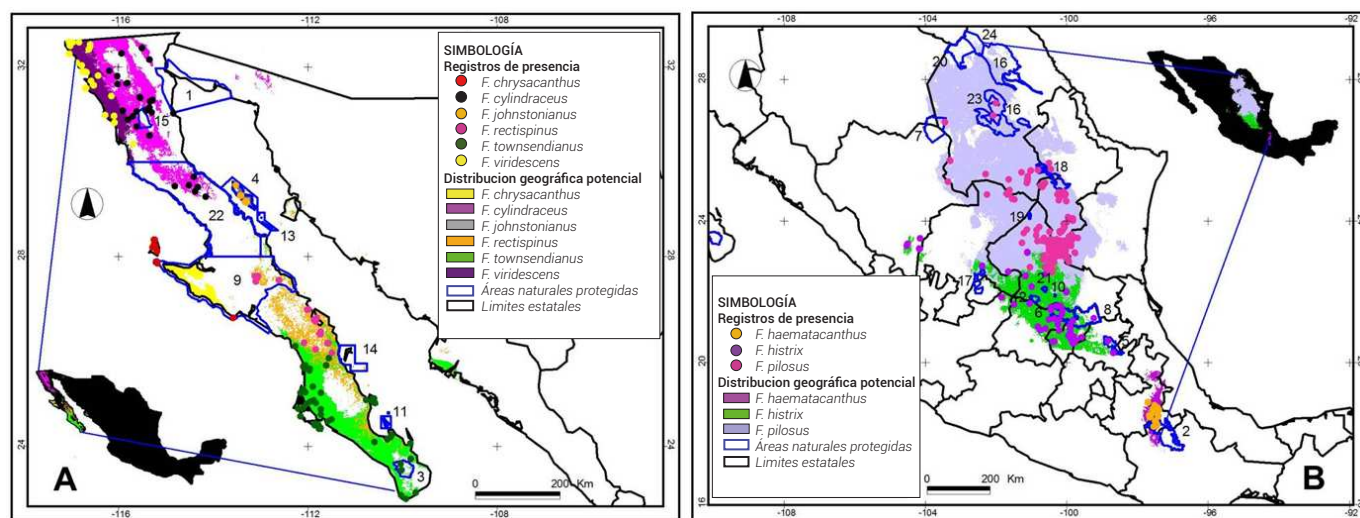 -116
-112
-108
32
28
24
SIMBOLOGÍA
Registros de presencia
F. chrysacanthus
F. cylindraceus
F. johnstonianus
F. rectispinus
F. townsendianus
F. viridescens
Distribucion geográfica potencial
F. chrysacanthus
F. cylindraceus
F. johnstonianus
F. rectispinus
F. townsendianus
F. viridescens
Áreas naturales protegidas
Limites estatales
1
15
4
22
13
9
14
11
3
A
0 200 Km
-116
-112
-108
32
28
24
-104
-100
-96
-92
28
24
20
16
24
20
16
23
16
7
18
19
17
21
10
6
8
2
SIMBOLOGÍA
Registros de presencia
F. haematacanthus
F. histrix
F. pilosus
Distribucion geográfica potencial
F. haematacanthus
F. histrix
F. pilosus
Áreas naturales protegidas
Limites estatales
0 200 Km
B
-108
-104
-100
-96
-92